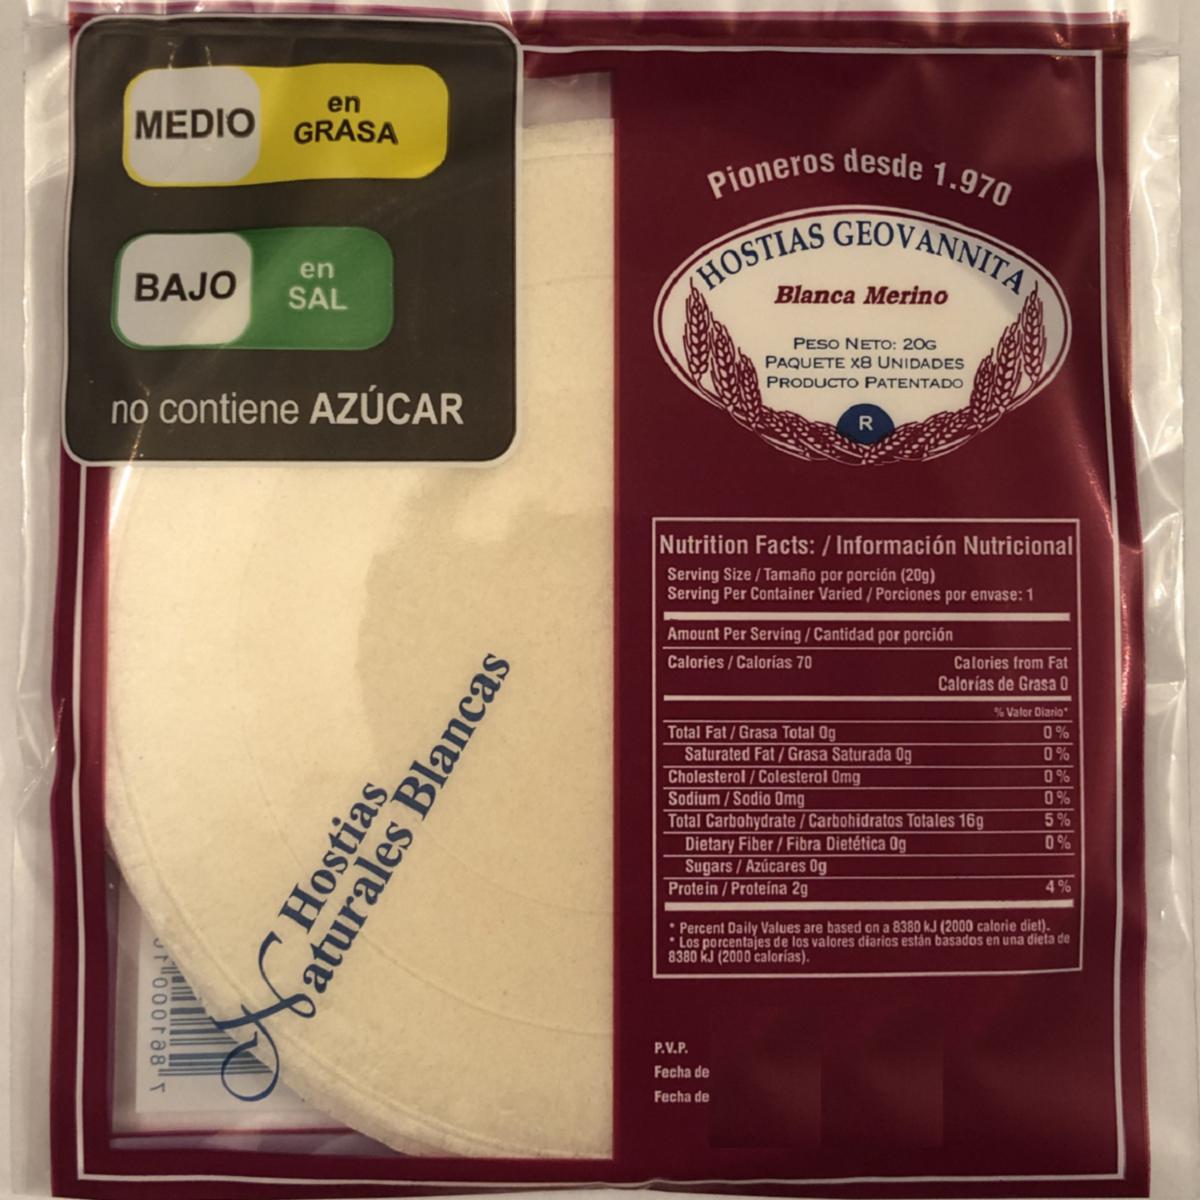 MEDIO
en
GRASA
BAJO
en
SAL
no contiene AZÚCAR
Pioneros desde 1.970
HOSTIAS GEOVANNITA
Blanca Merino
PESO NETO: 20G
PAQUETE X8 UNIDADES
PRODUCTO PATENTADO
R
Nutrition Facts: / Información Nutricional
Serving Size / Tamaño por porción (20g)
Serving Per Container Varied / Porciones por envase: 1
Amount Per Serving / Cantidad por porción
Calories / Calorías 70 Calories from Fat
Calorías de Grasa 0
% Valor Diario*
Total Fat / Grasa Total 0g 0 %
Saturated Fat / Grasa Saturada 0g 0 %
Cholesterol / Colesterol 0mg 0 %
Sodium / Sodio 0mg 0 %
Total Carbohydrate / Carbohidratos Totales 16g 5 %
Dietary Fiber / Fibra Dietética 0g 0 %
Sugars / Azúcares 0g
Protein / Proteína 2g 4 %
* Percent Daily Values are based on a 8380 kJ (2000 calorie diet).
* Los porcentajes de los valores diarios están basados en una dieta de
8380 kJ (2000 calorías).
Hostias
Naturales Blancas
P.V.P.
Fecha de
Fecha de